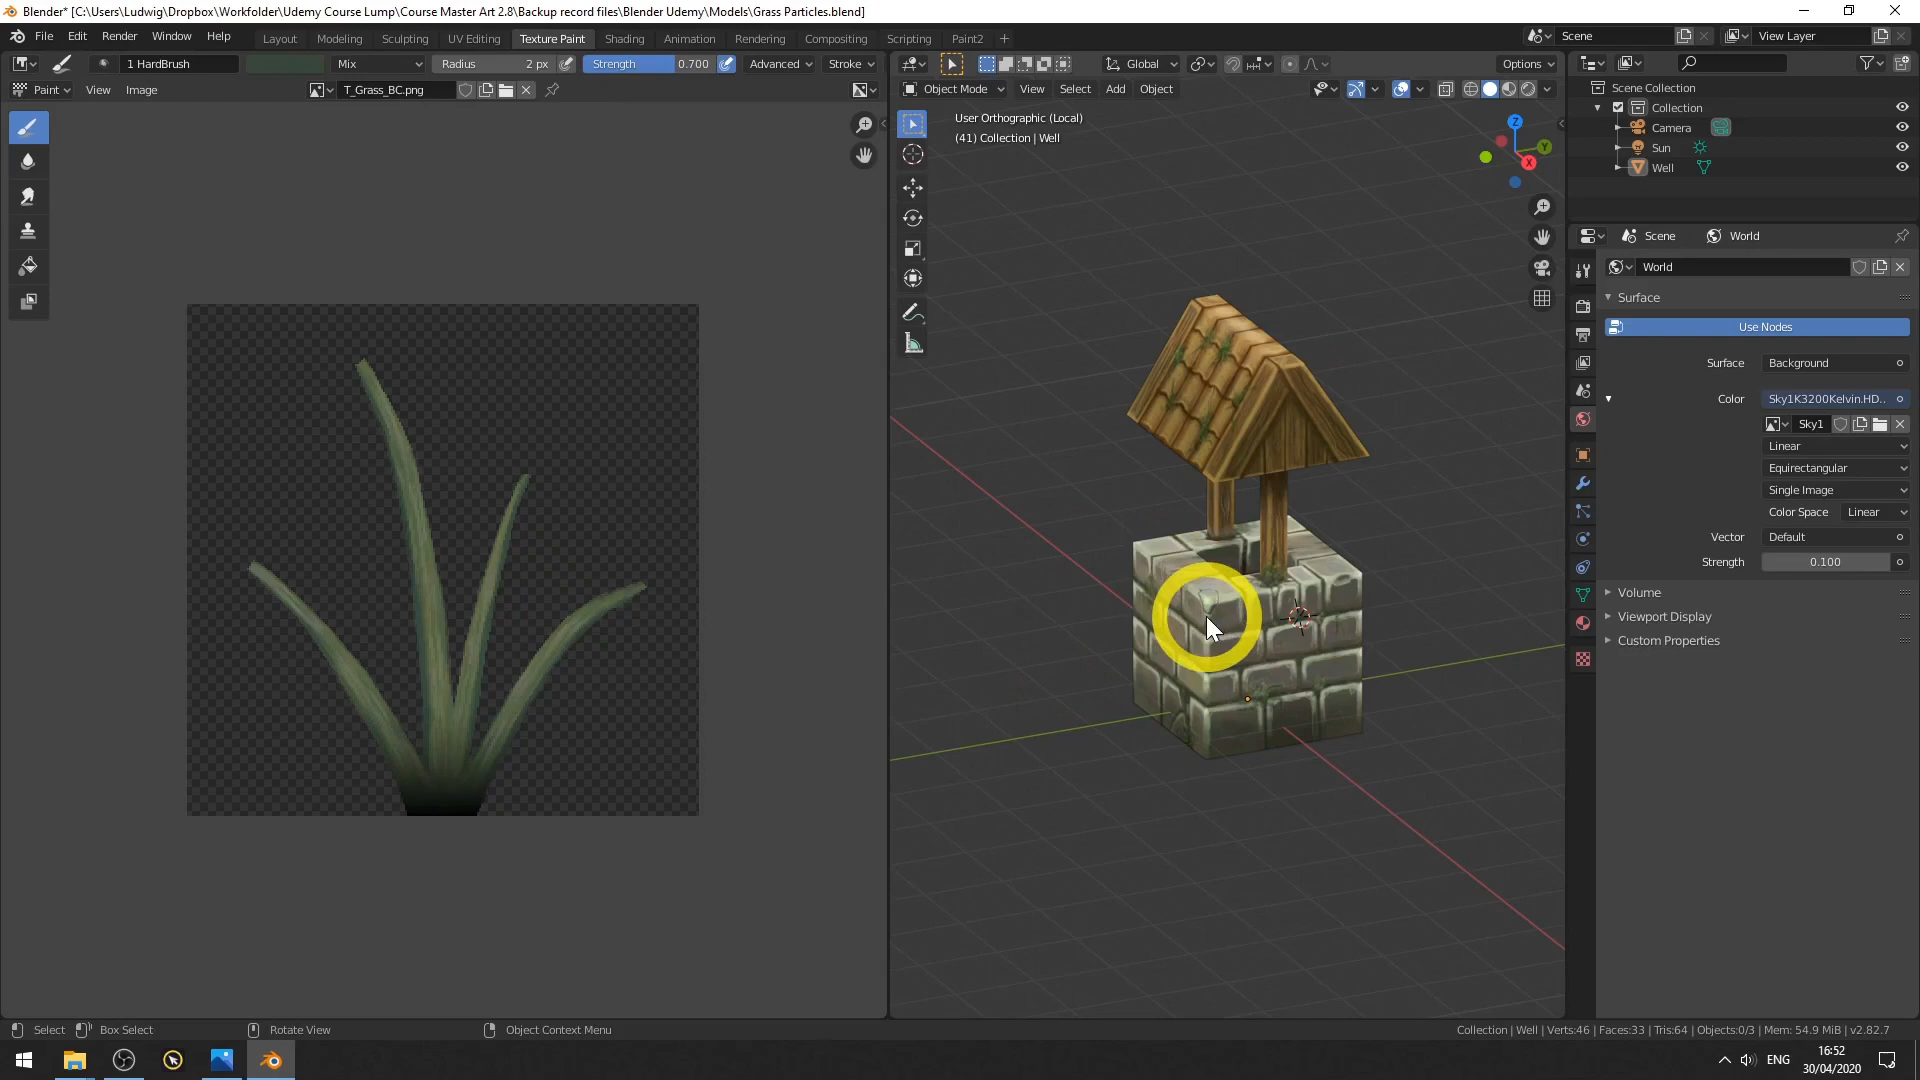 Blender* [C:\Users\Ludwig\Dropbox\Workfolder\Udemy Course Lump\Course Master Art 2.8\Backup record files\Blender Udemy\Models\Grass Particles.blend]
File Edit Render Window Help Layout Modeling Sculpting UV Editing Texture Paint Shading Animation Rendering Compositing Scripting Paint2 + Scene View Layer
1 HardBrush Mix Radius 2 px Strength 0.700 Advanced Stroke Global Options
Paint View Image T_Grass_BC.png Object Mode View Select Add Object
Scene Collection
Collection
Camera
Sun
Well
User Orthographic (Local)
(41) Collection | Well
Z
Y
X
Scene World
World
Surface
Use Nodes
Surface Background
Color Sky1K3200Kelvin.HD..
Sky1
Linear
Equirectangular
Single Image
Color Space Linear
Vector Default
Strength 0.100
Volume
Viewport Display
Custom Properties
Select Box Select Rotate View Object Context Menu Collection | Well | Verts:46 | Faces:33 | Tris:64 | Objects:0/3 | Mem: 54.9 MiB | v2.82.7
ENG
16:52
30/04/2020